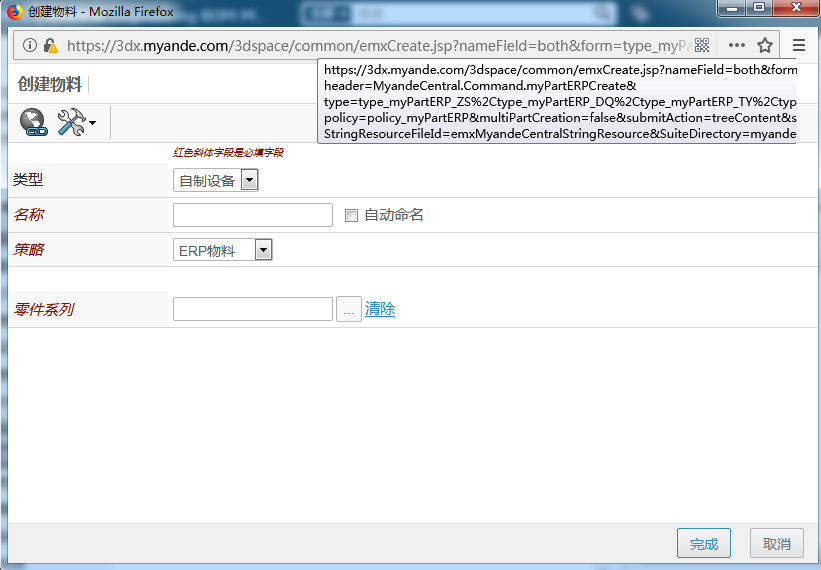 创建物料 - Mozilla Firefox
https://3dx.myande.com/3dspace/common/emxCreate.jsp?nameField=both&form=type_myPa
创建物料
https://3dx.myande.com/3dspace/common/emxCreate.jsp?nameField=both&form
header=MyandeCentral.Command.myPartERPCreate&
type=type_myPartERP_ZS%2Ctype_myPartERP_DQ%2Ctype_myPartERP_TY%2Ctyp
policy=policy_myPartERP&multiPartCreation=false&submitAction=treeContent&s
StringResourceFileId=emxMyandeCentralStringResource&SuiteDirectory=myande
红色斜体字段是必填字段
类型 自制设备
名称 自动命名
策略 ERP物料
零件系列 ... 清除
完成 取消